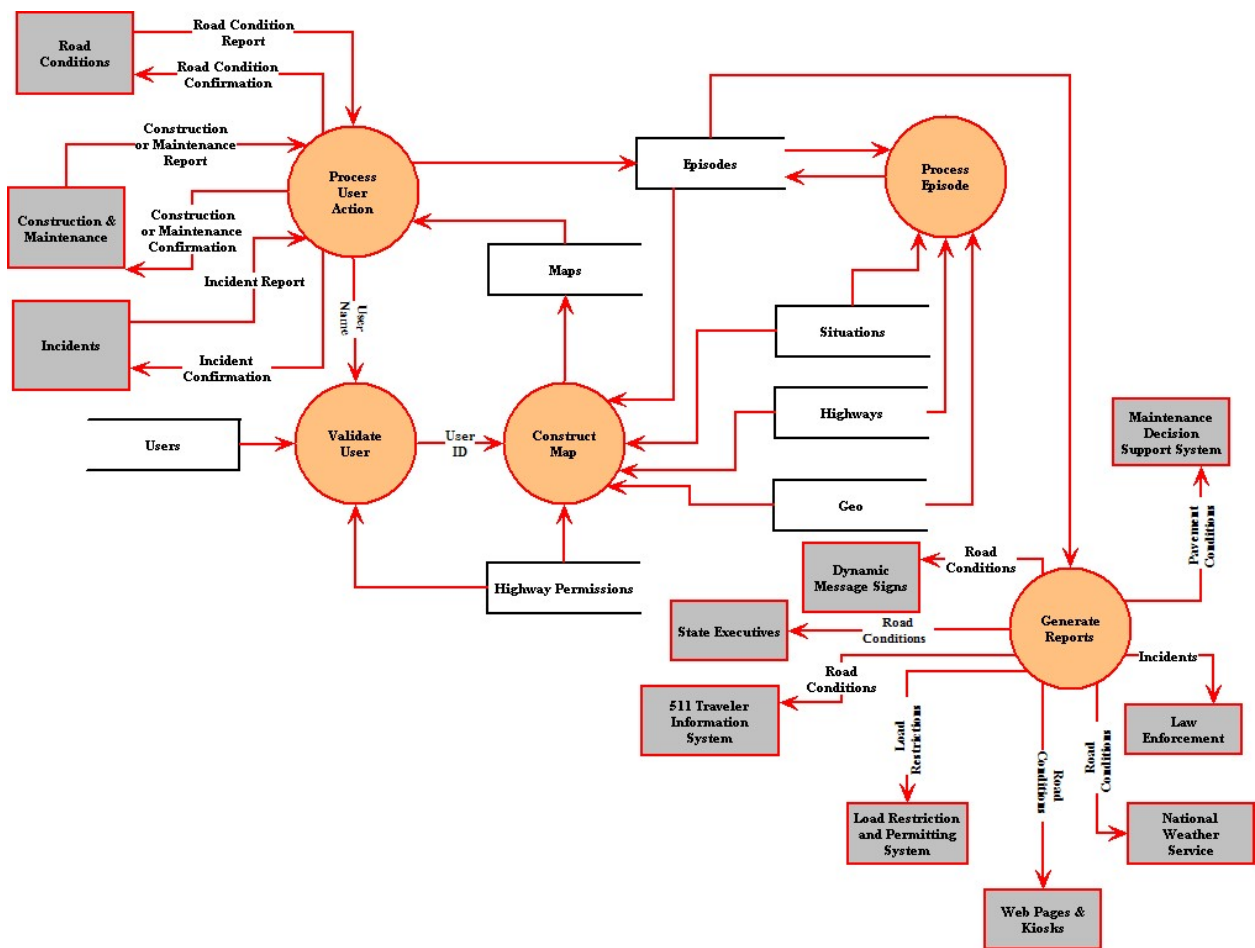 Road Condition
Report
Road
Conditions
Road Condition
Confirmation
Construction
or Maintenance
Report
Episodes
Process
Episode
Process
User
Action
Construction &
Maintenance
Construction
or Maintenance
Confirmation
Maps
Incident Report
User
Name
Incidents
Situations
Incident
Confirmation
Highways
Users
Validate
User
User
ID
Construct
Map
Maintenance
Decision
Support System
Geo
Pavement
Conditions
Highway Permissions
Dynamic
Message Signs
Road
Conditions
State Executives
Road
Conditions
Generate
Reports
Incidents
511 Traveler
Information
System
Road
Conditions
Load
Restrictions
Road
Conditions
Road
Conditions
Law
Enforcement
Load Restriction
and Permitting
System
National
Weather
Service
Web Pages &
Kiosks